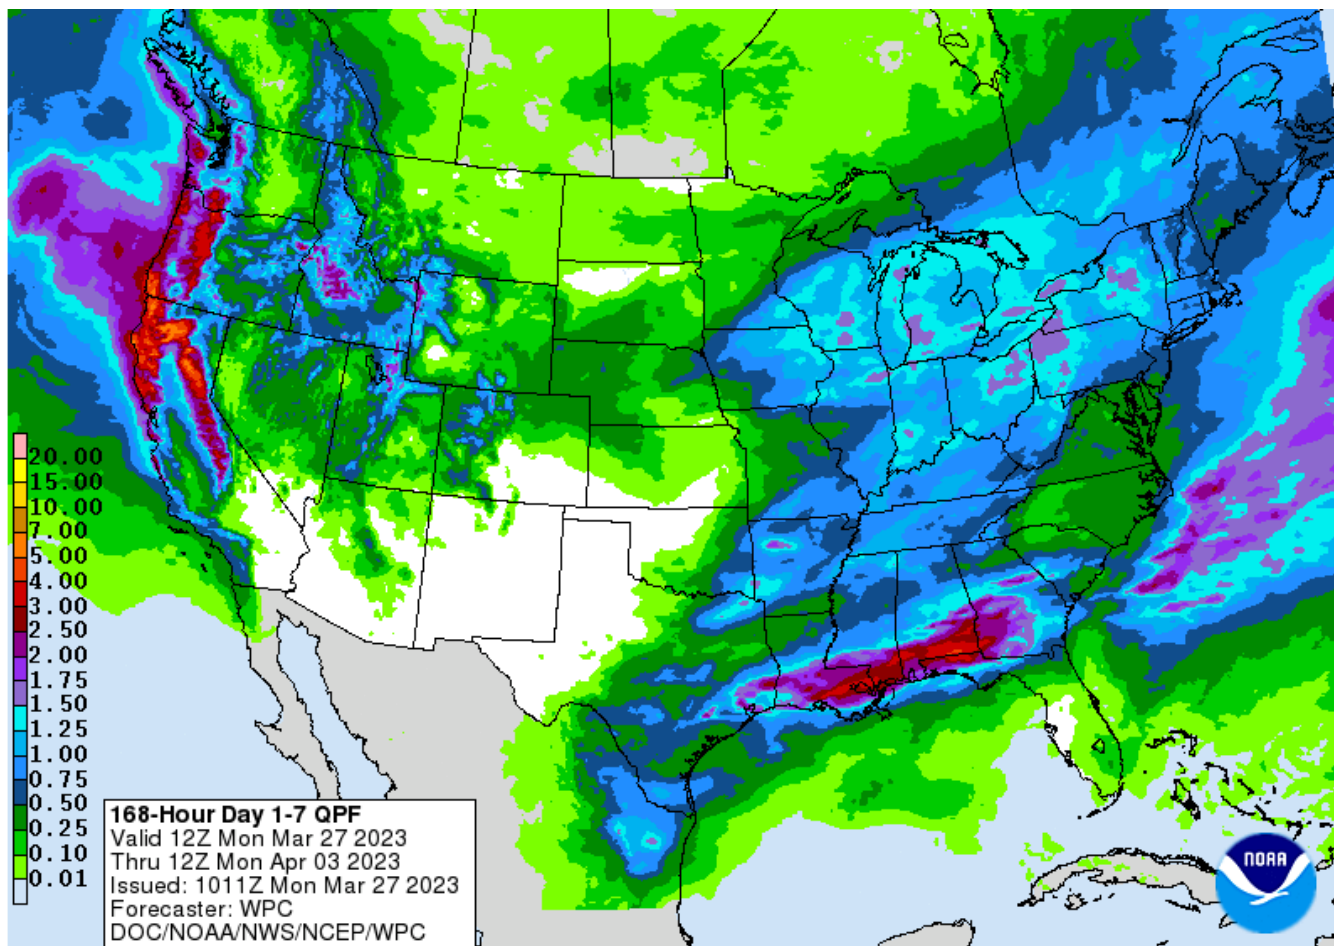 20.00
15.00
10.00
7.00
5.00
4.00
3.00
2.50
2.00
1.75
1.50
1.25
1.00
0.75
0.50
0.25
0.10
0.01
168-Hour Day 1-7 QPF
Valid 12Z Mon Mar 27 2023
Thru 12Z Mon Apr 03 2023
Issued: 1011Z Mon Mar 27 2023
Forecaster: WPC
DOC/NOAA/NWS/NCEP/WPC
NOAA